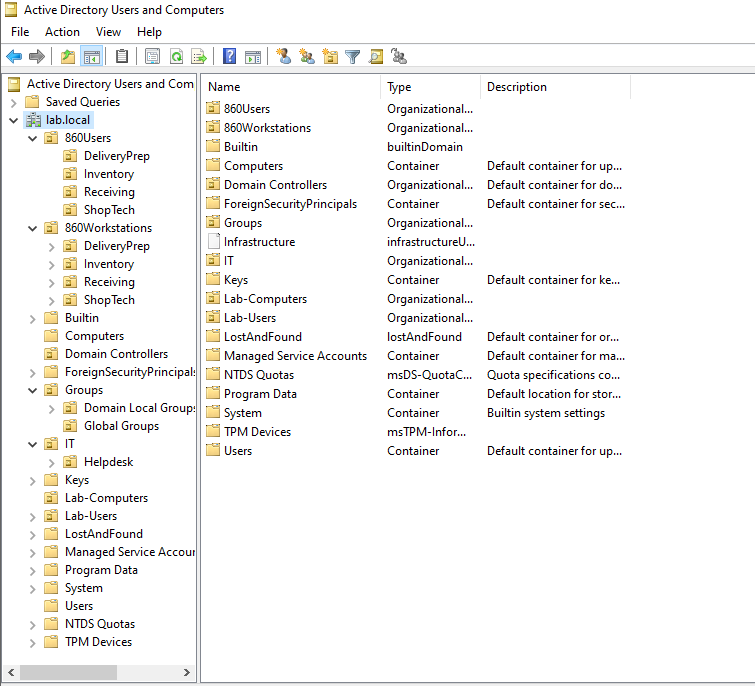 Active Directory Users and Computers
File Action View Help
Active Directory Users and Com
Saved Queries
lab.local
860Users
DeliveryPrep
Inventory
Receiving
ShopTech
860Workstations
DeliveryPrep
Inventory
Receiving
ShopTech
Builtin
Computers
Domain Controllers
ForeignSecurityPrincipals
Groups
Domain Local Groups
Global Groups
IT
Helpdesk
Keys
Lab-Computers
Lab-Users
LostAndFound
Managed Service Accour
Program Data
System
Users
NTDS Quotas
TPM Devices
Name Type Description
860Users Organizational...
860Workstations Organizational...
Builtin builtinDomain
Computers Container Default container for up...
Domain Controllers Organizational... Default container for do...
ForeignSecurityPrincipals Container Default container for sec...
Groups Organizational...
Infrastructure infrastructureU...
IT Organizational...
Keys Container Default container for ke...
Lab-Computers Organizational...
Lab-Users Organizational...
LostAndFound lostAndFound Default container for or...
Managed Service Accounts Container Default container for ma...
NTDS Quotas msDS-QuotaC... Quota specifications co...
Program Data Container Default location for stor...
System Container Builtin system settings
TPM Devices msTPM-Infor...
Users Container Default container for up...